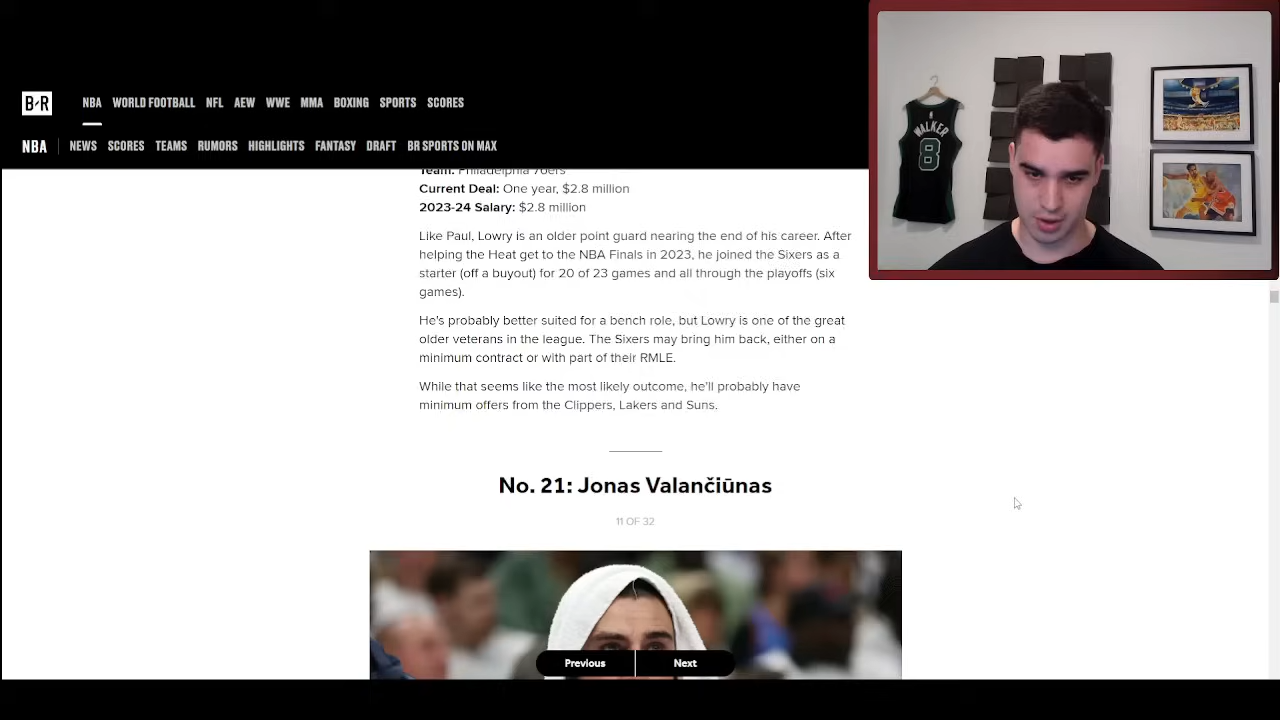 B/R
NBA WORLD FOOTBALL NFL AEW WWE MMA BOXING SPORTS SCORES
NBA NEWS SCORES TEAMS RUMORS HIGHLIGHTS FANTASY DRAFT BR SPORTS ON MAX
WALKER
8
Team: Philadelphia 76ers
Current Deal: One year, $2.8 million
2023-24 Salary: $2.8 million
Like Paul, Lowry is an older point guard nearing the end of his career. After
helping the Heat get to the NBA Finals in 2023, he joined the Sixers as a
starter (off a buyout) for 20 of 23 games and all through the playoffs (six
games).
He's probably better suited for a bench role, but Lowry is one of the great
older veterans in the league. The Sixers may bring him back, either on a
minimum contract or with part of their RMLE.
While that seems like the most likely outcome, he'll probably have
minimum offers from the Clippers, Lakers and Suns.
No. 21: Jonas Valančiūnas
11 OF 32
Previous Next